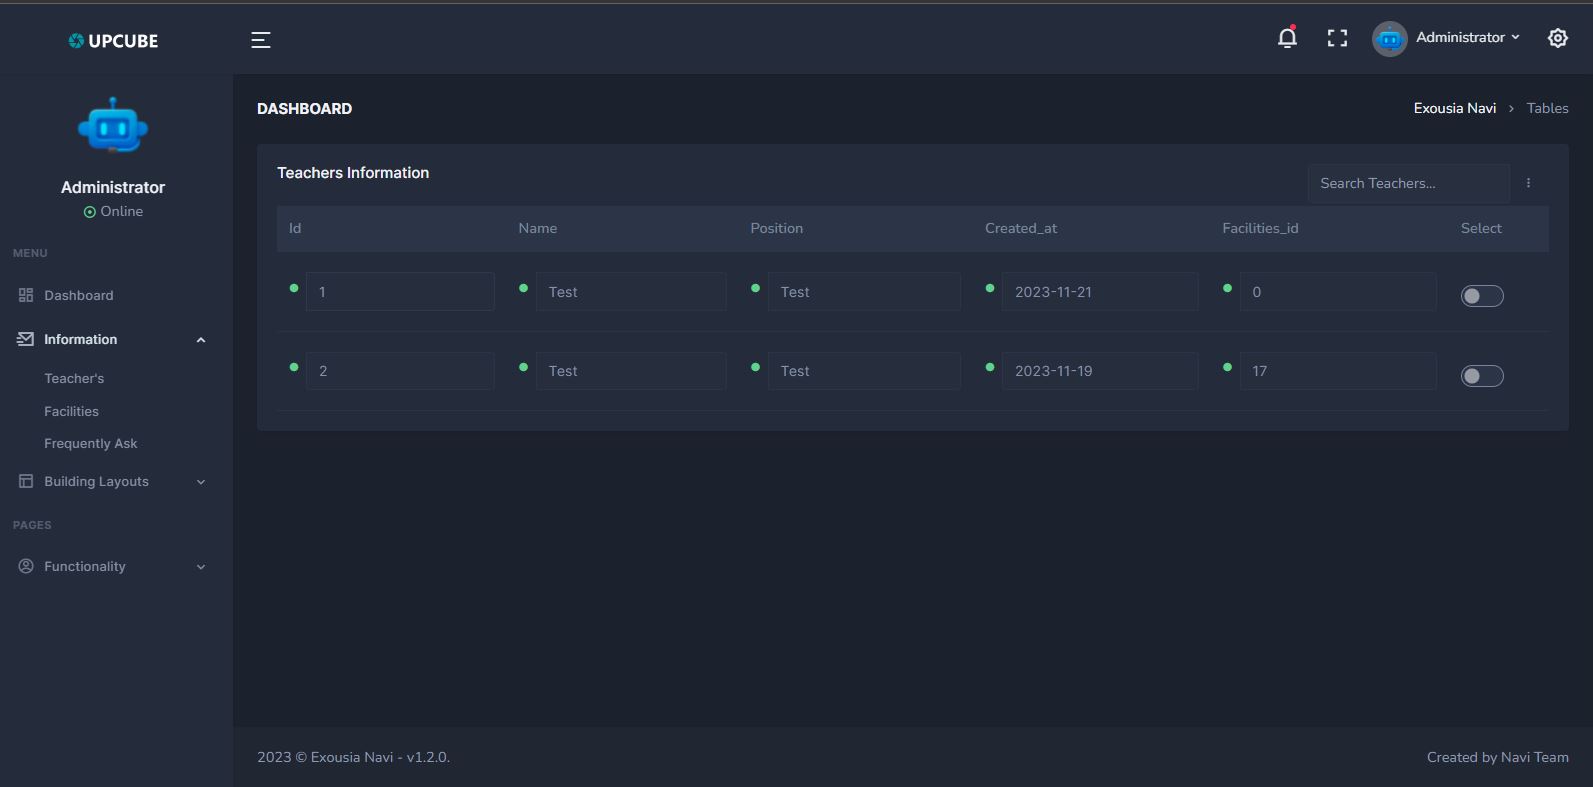 UPCUBE
Administrator
DASHBOARD
Exousia Navi > Tables
Administrator
Online
MENU
Dashboard
Information
Teacher's
Facilities
Frequently Ask
Building Layouts
PAGES
Functionality
Teachers Information
Search Teachers...
Id Name Position Created_at Facilities_id Select
1 Test Test 2023-11-21 0
2 Test Test 2023-11-19 17
2023 © Exousia Navi - v1.2.0.
Created by Navi Team